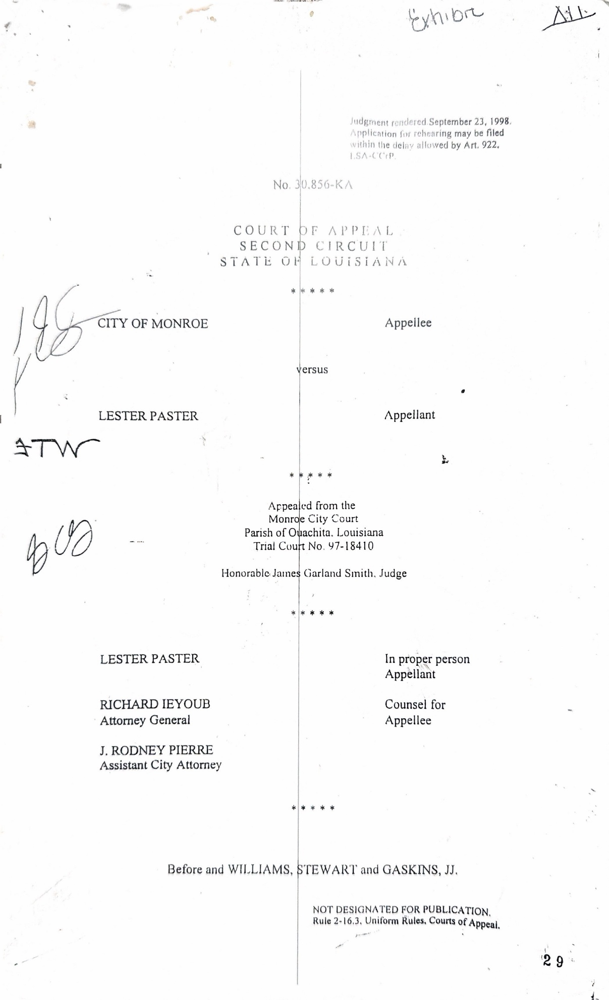 Exhibit
Judgment rendered September 23, 1998.
Application for rehearing may be filed
within the delay allowed by Art. 922,
LSA-CCrP.
No. 30,856-KA
COURT OF APPEAL
SECOND CIRCUIT
STATE OF LOUISIANA
* * * * *
CITY OF MONROE Appellee
versus
LESTER PASTER Appellant
* * * * *
Appealed from the
Monroe City Court
Parish of Ouachita, Louisiana
Trial Court No. 97-18410
Honorable James Garland Smith, Judge
* * * * *
LESTER PASTER In proper person
Appellant
RICHARD IEYOUB Counsel for
Attorney General Appellee
J. RODNEY PIERRE
Assistant City Attorney
* * * * *
Before and WILLIAMS, STEWART and GASKINS, JJ.
NOT DESIGNATED FOR PUBLICATION.
Rule 2-16.3, Uniform Rules, Courts of Appeal.
29